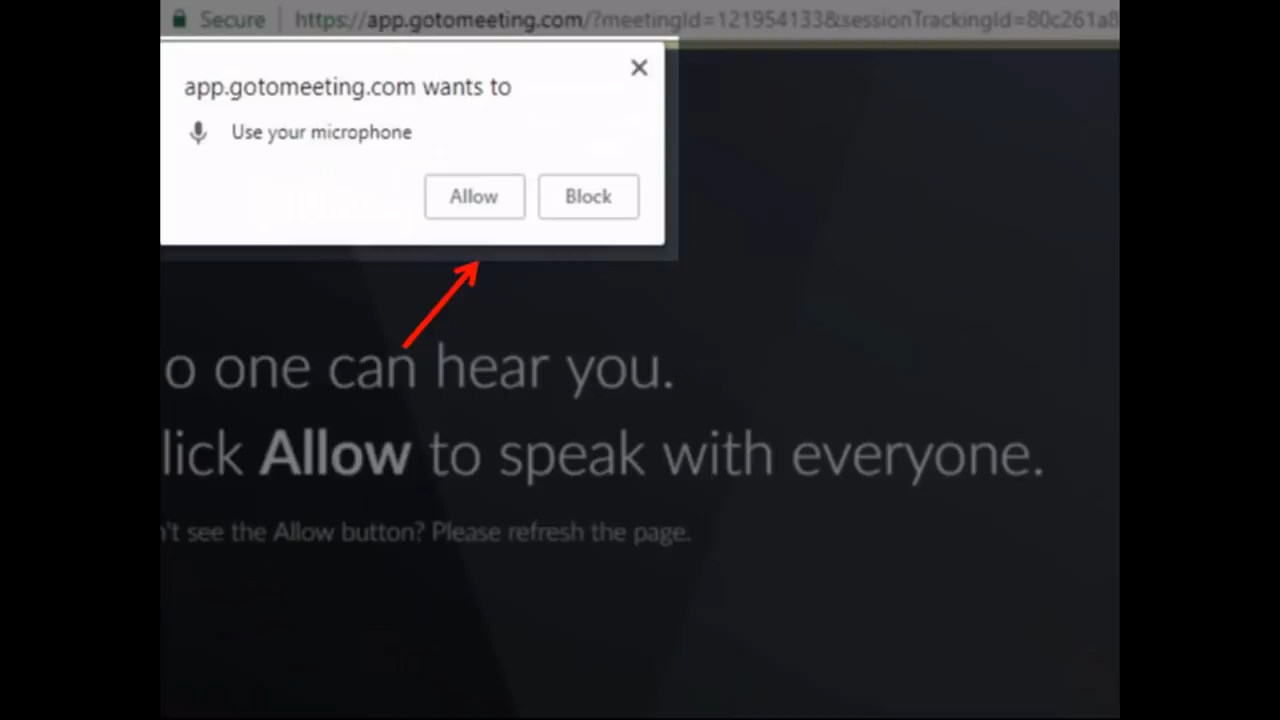 Secure https://app.gotomeeting.com/?meetingId=121954133&sessionTrackingId=80c261a8
app.gotomeeting.com wants to
Use your microphone
Allow Block
o one can hear you.
lick Allow to speak with everyone.
't see the Allow button? Please refresh the page.